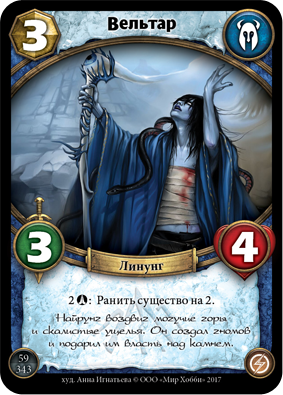 3
Вельтар
3
4
Линунг
2 : Ранить существо на 2.
Найрунг воздвиг могучие горы
и скалистые ущелья. Он создал гномов
и подарил им власть над камнем.
59
343
худ. Анна Игнатьева © ООО «Мир Хобби» 2017